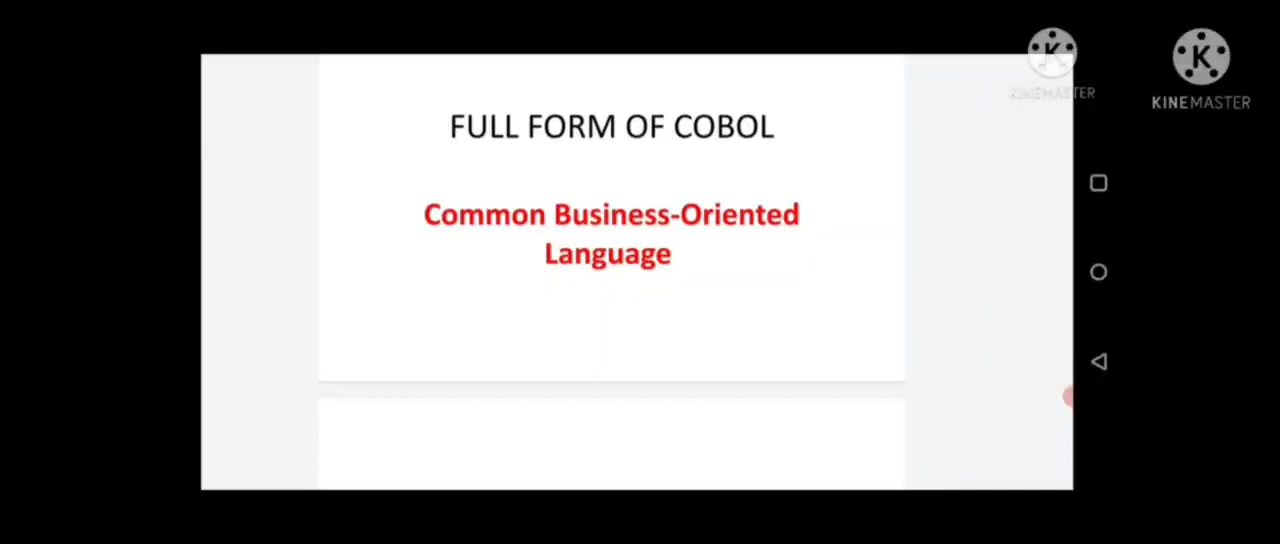 FULL FORM OF COBOL
Common Business-Oriented
Language
KINEMASTER
KINEMASTER